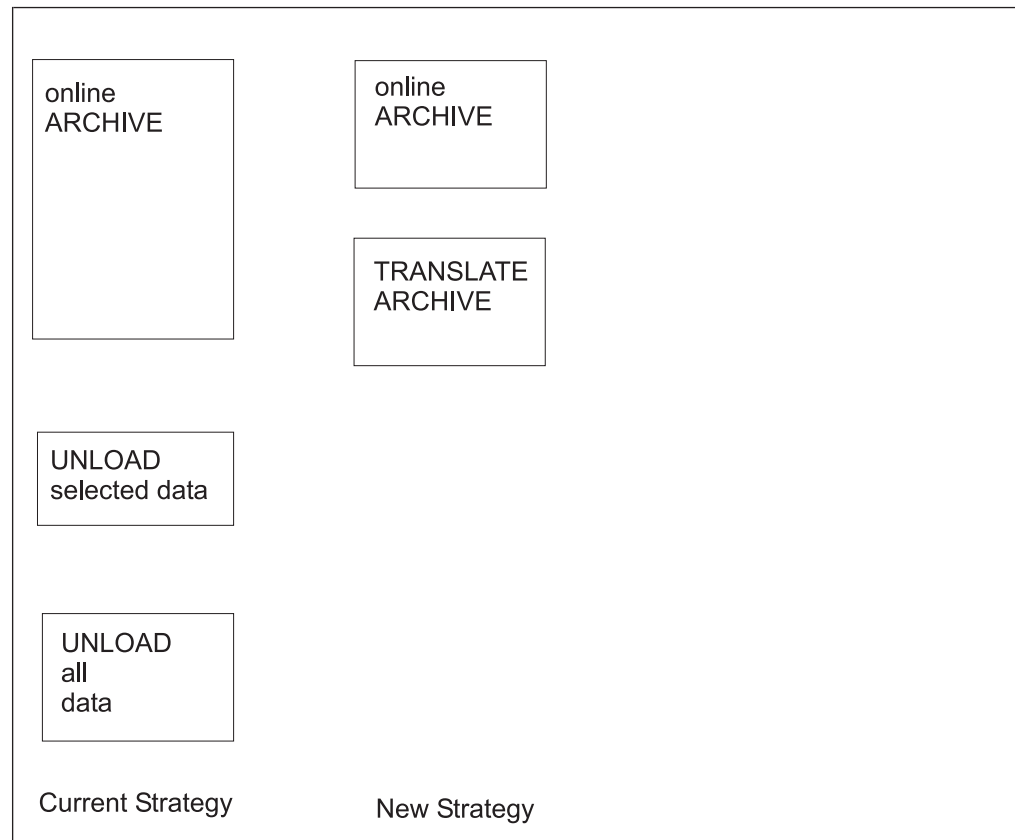 online
ARCHIVE
online
ARCHIVE
TRANSLATE
ARCHIVE
UNLOAD
selected data
UNLOAD
all
data
Current Strategy
New Strategy